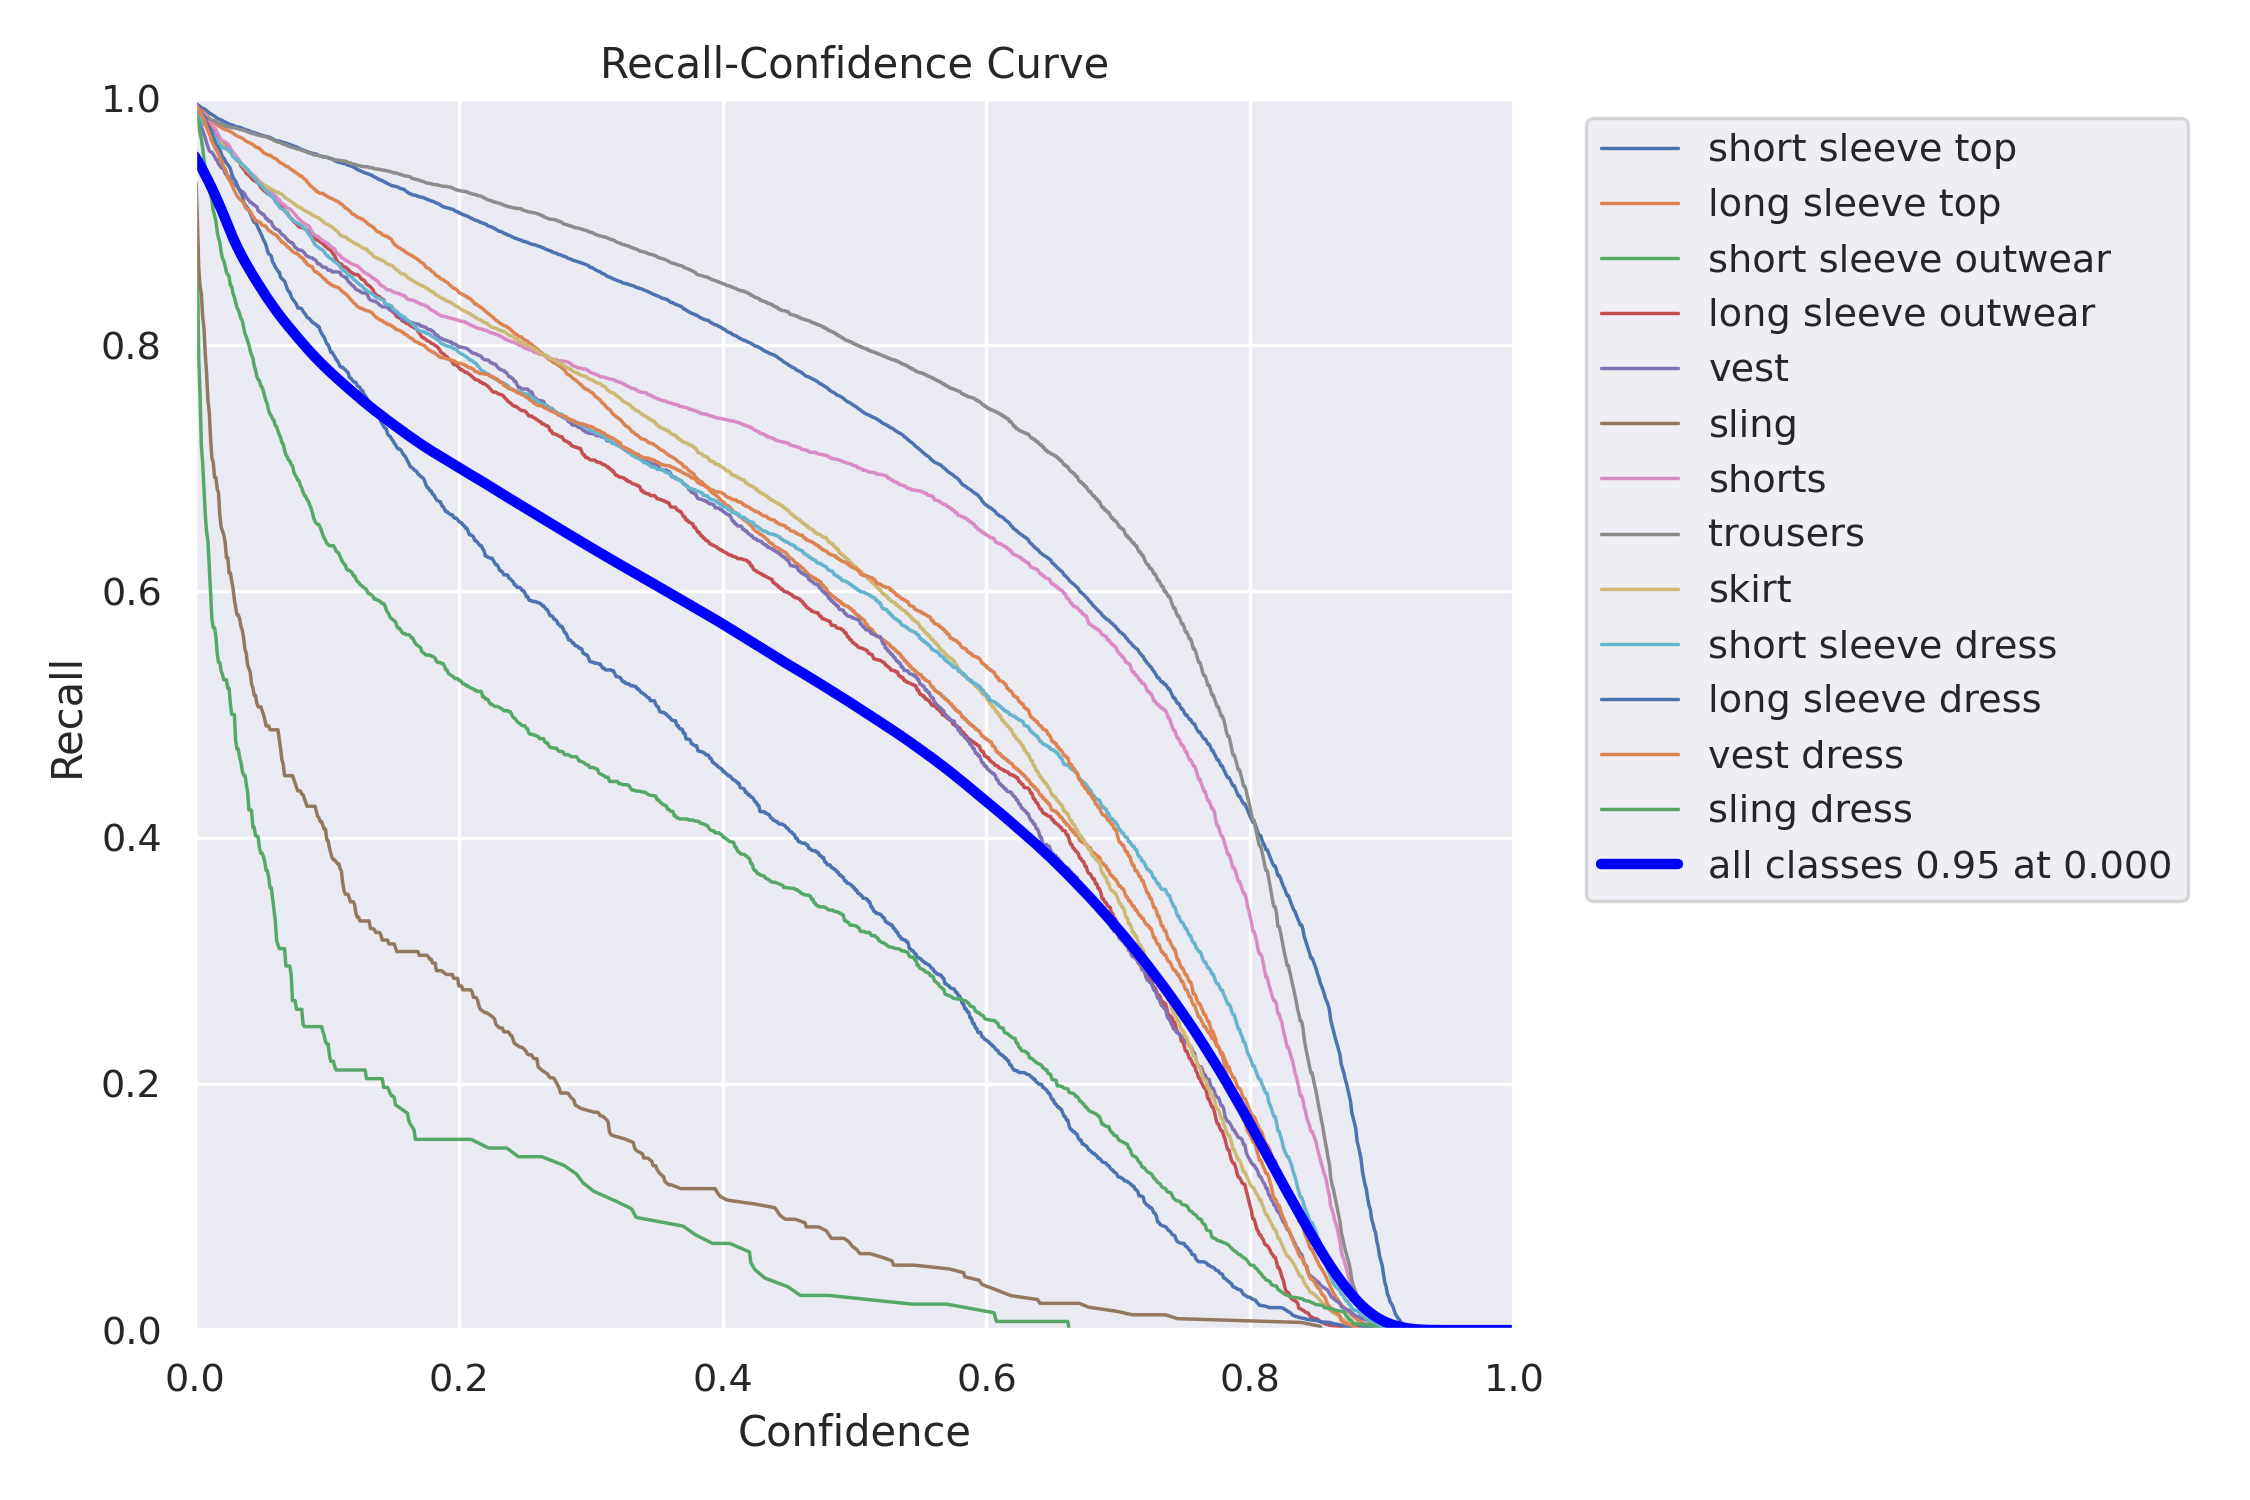 Recall-Confidence Curve
1.0
0.8
0.6
0.4
0.2
0.0
Recall
0.0 0.2 0.4 0.6 0.8 1.0
Confidence
short sleeve top
long sleeve top
short sleeve outwear
long sleeve outwear
vest
sling
shorts
trousers
skirt
short sleeve dress
long sleeve dress
vest dress
sling dress
all classes 0.95 at 0.000